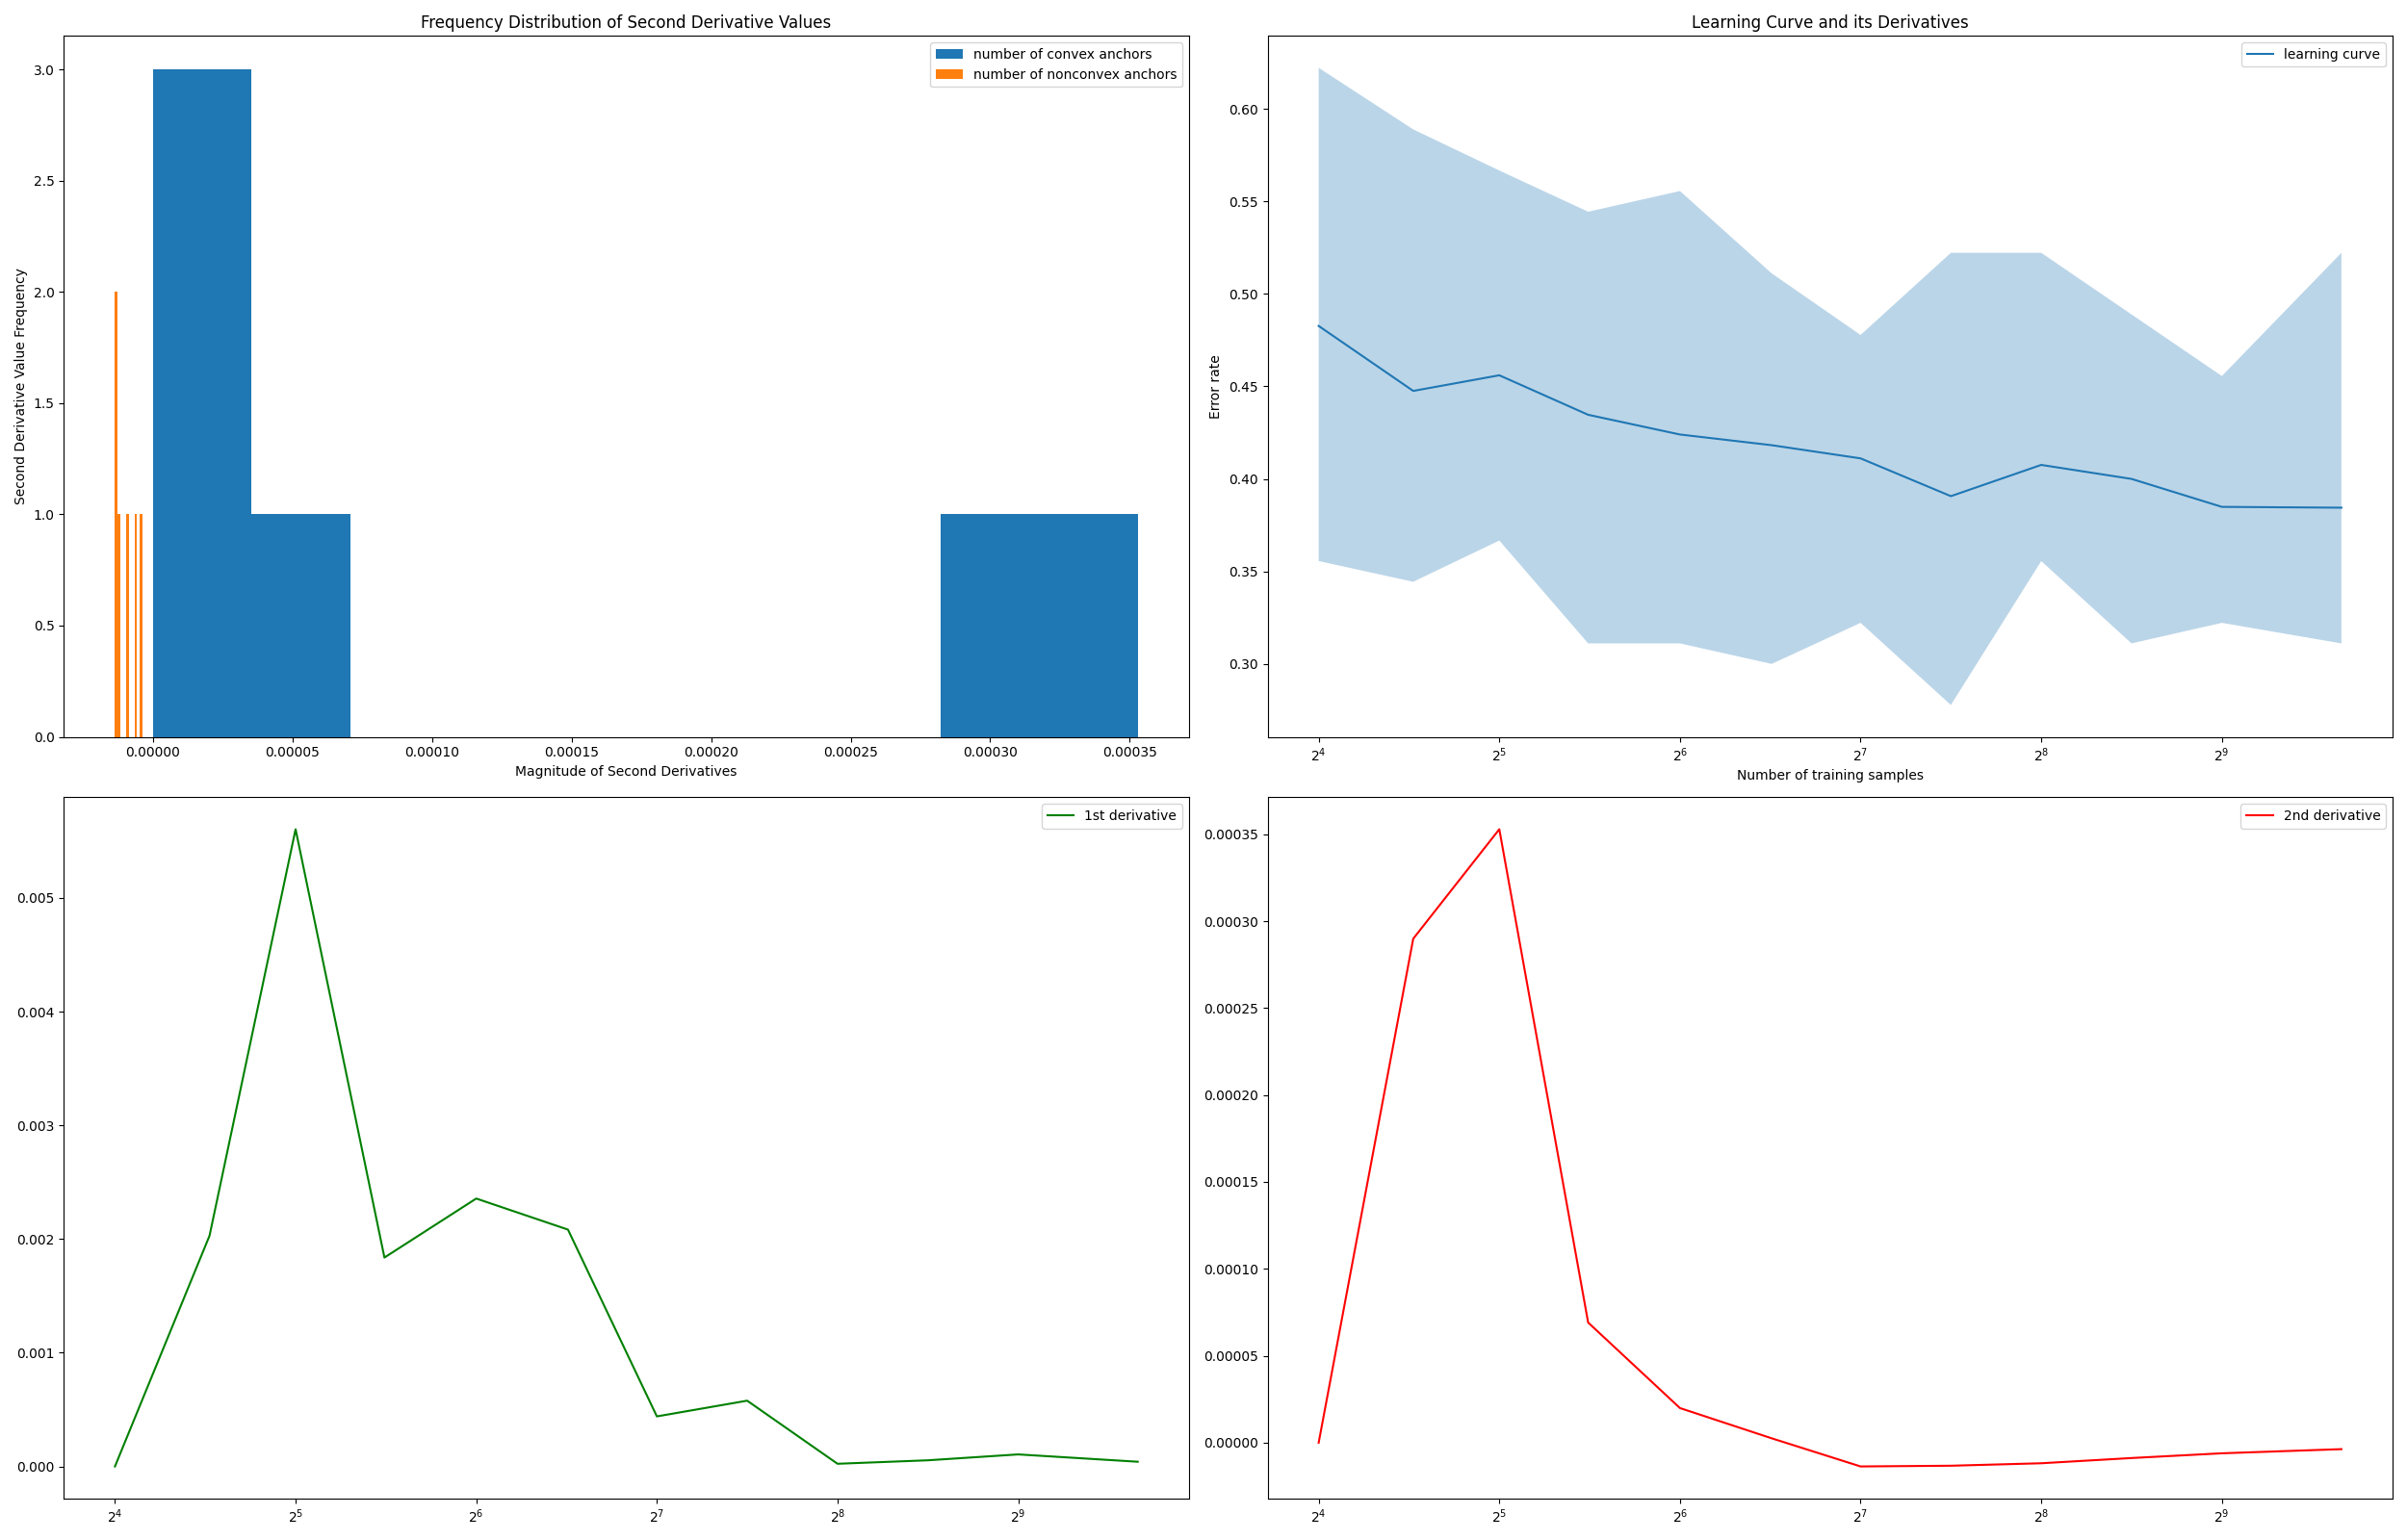 Frequency Distribution of Second Derivative Values
number of convex anchors
number of nonconvex anchors
Second Derivative Value Frequency
3.0
2.5
2.0
1.5
1.0
0.5
0.0
0.00000 0.00005 0.00010 0.00015 0.00020 0.00025 0.00030 0.00035
Magnitude of Second Derivatives
Learning Curve and its Derivatives
learning curve
Error rate
0.60
0.55
0.50
0.45
0.40
0.35
0.30
2⁴ 2⁵ 2⁶ 2⁷ 2⁸ 2⁹
Number of training samples
1st derivative
0.005
0.004
0.003
0.002
0.001
0.000
2⁴ 2⁵ 2⁶ 2⁷ 2⁸ 2⁹
2nd derivative
0.00035
0.00030
0.00025
0.00020
0.00015
0.00010
0.00005
0.00000
2⁴ 2⁵ 2⁶ 2⁷ 2⁸ 2⁹